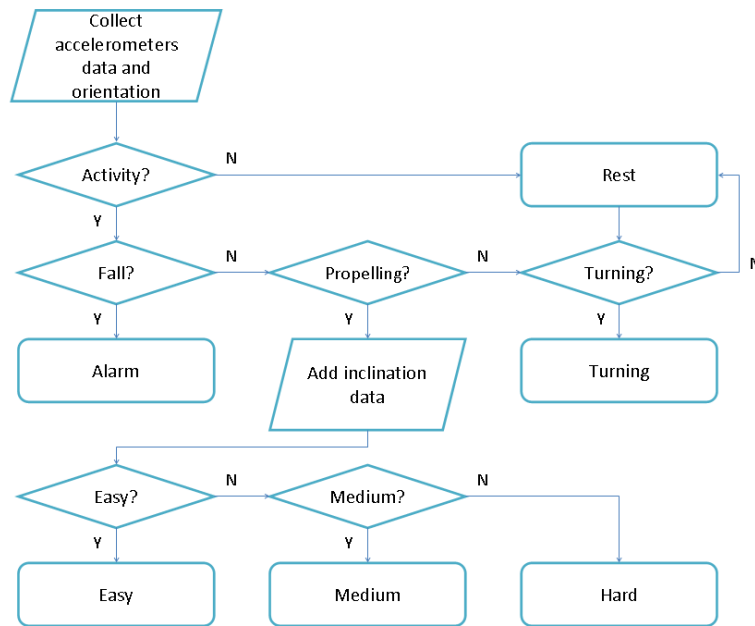 Collect
accelerometers
data and
orientation
N
Activity?
Rest
Y
N
N
Fall?
Propelling?
Turning?
N
Y
Y
Y
Alarm
Add inclination
data
Turning
N
N
Easy?
Medium?
Y
Y
Easy
Medium
Hard